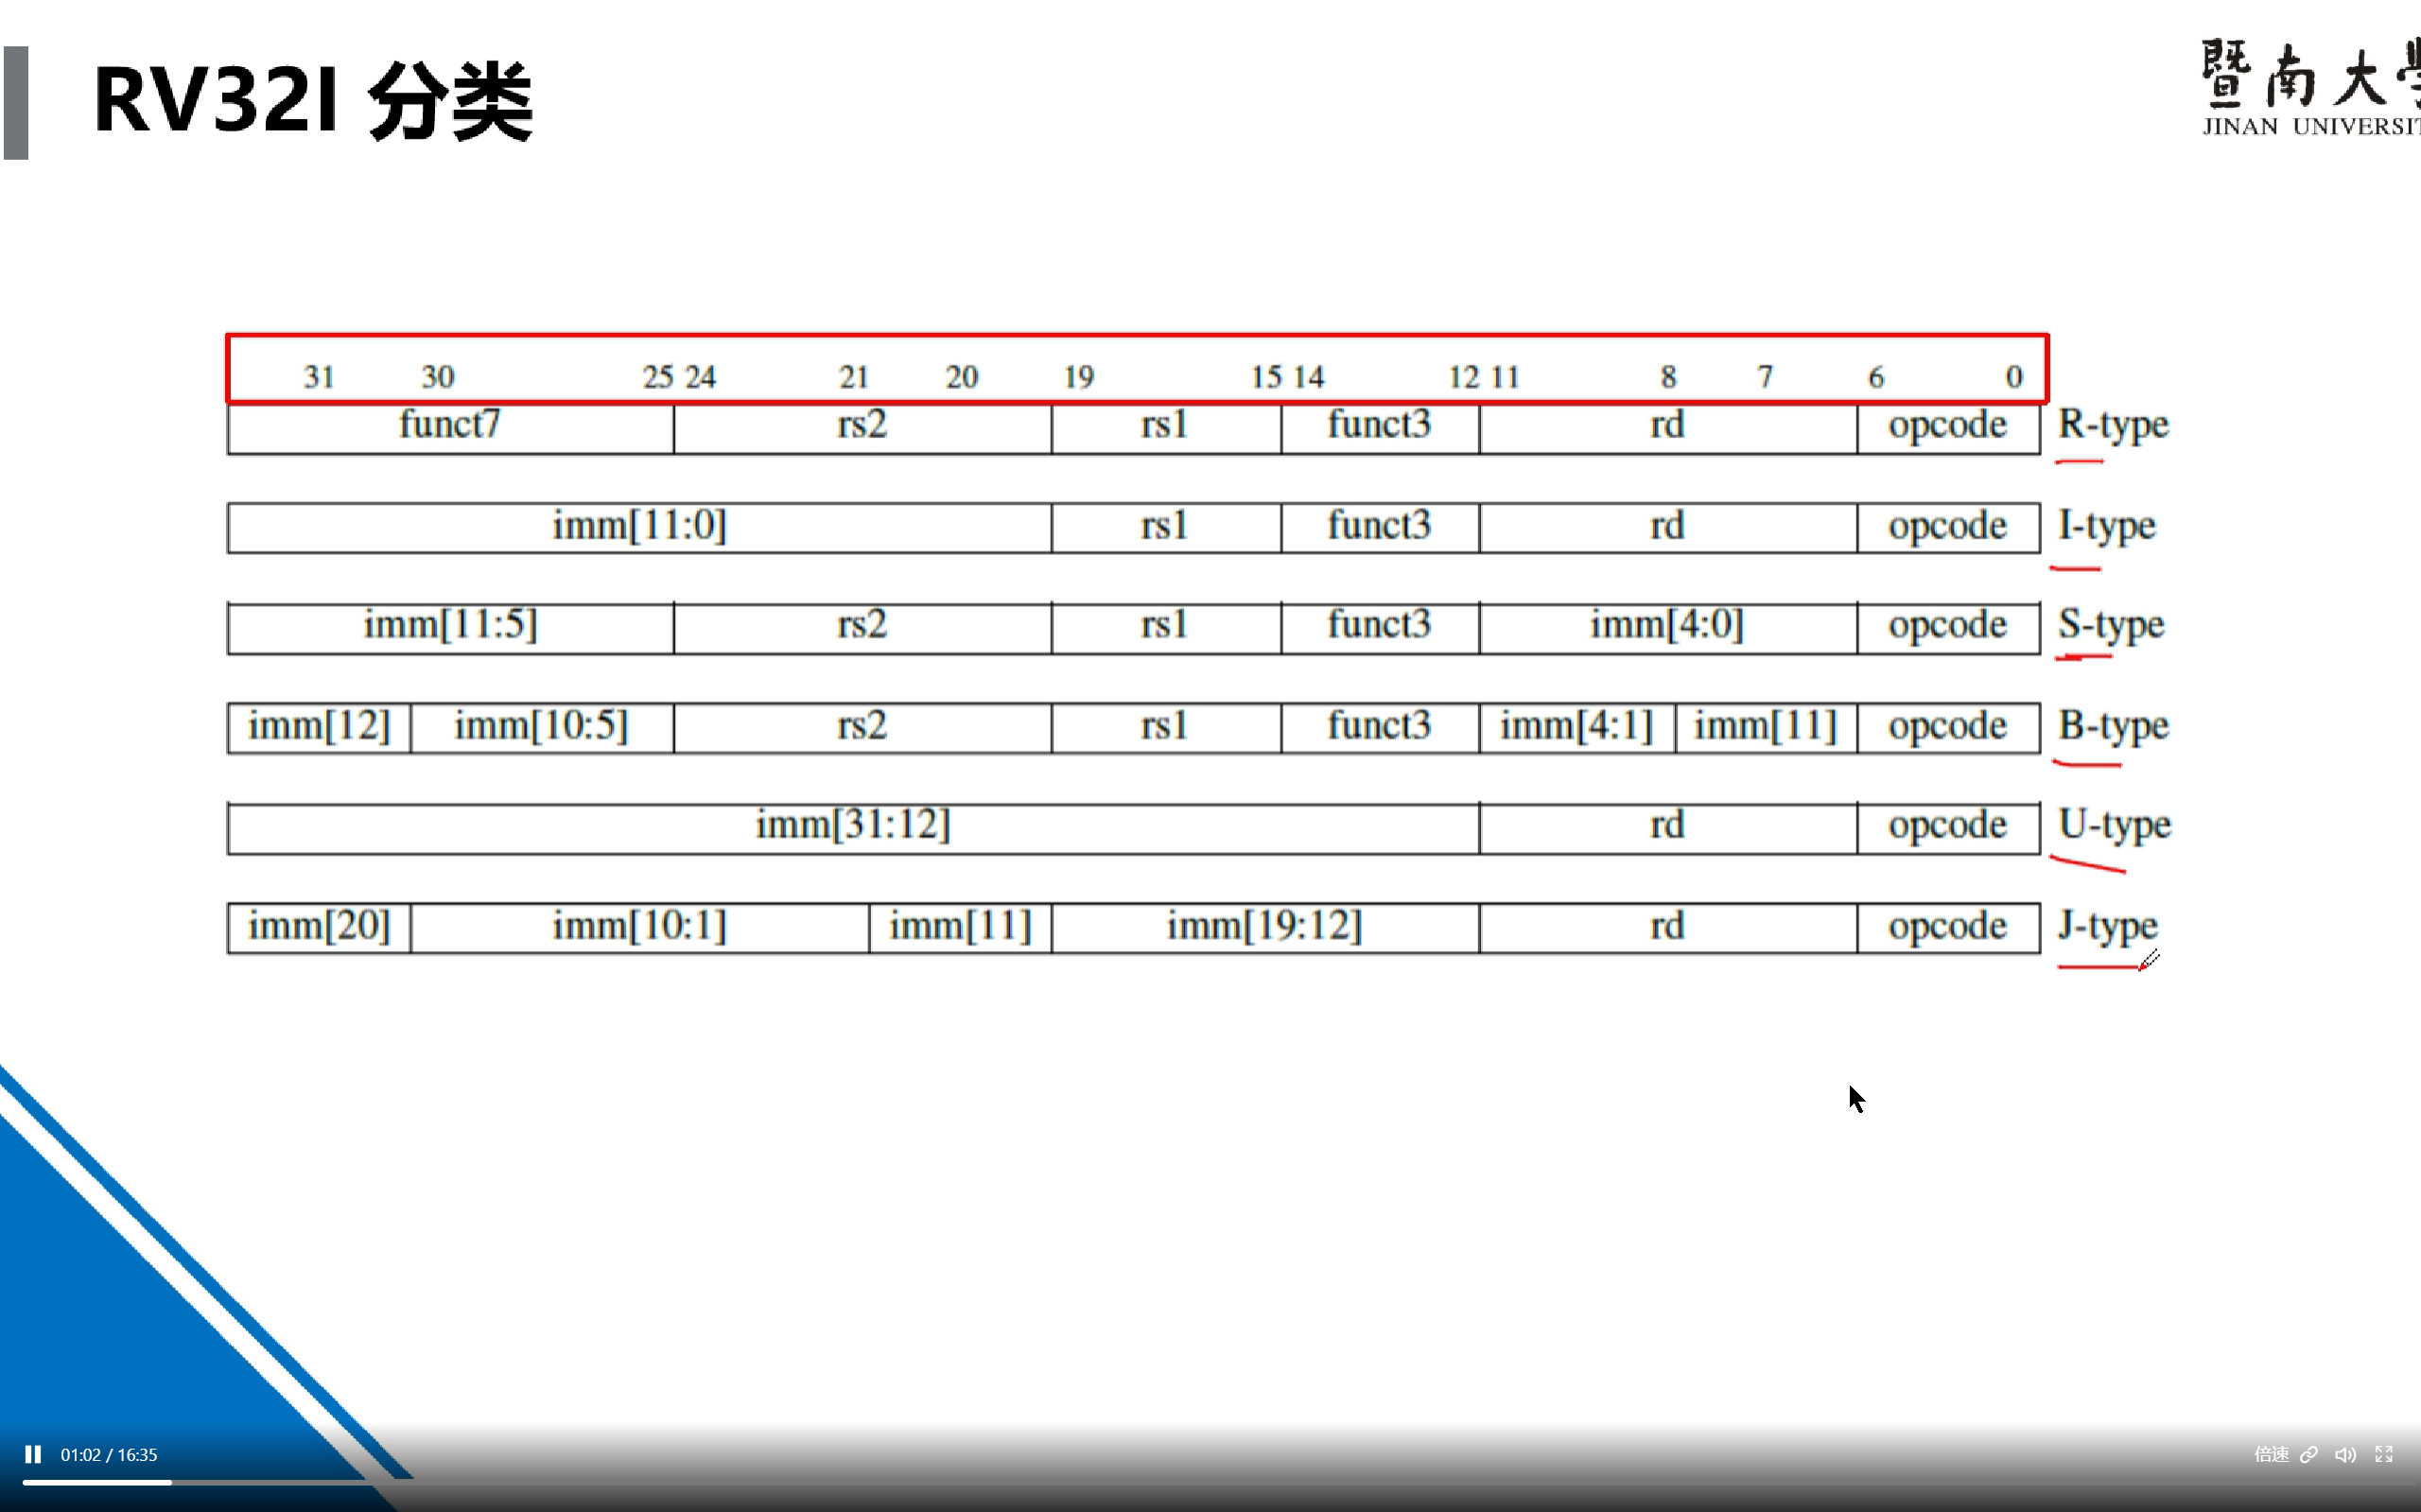 RV32I 分类
暨南大學
JINAN UNIVERSIT
31 30 25 24 21 20 19 15 14 12 11 8 7 6 0
funct7 rs2 rs1 funct3 rd opcode R-type
imm[11:0] rs1 funct3 rd opcode I-type
imm[11:5] rs2 rs1 funct3 imm[4:0] opcode S-type
imm[12] imm[10:5] rs2 rs1 funct3 imm[4:1] imm[11] opcode B-type
imm[31:12] rd opcode U-type
imm[20] imm[10:1] imm[11] imm[19:12] rd opcode J-type
01:02 / 16:35
倍速